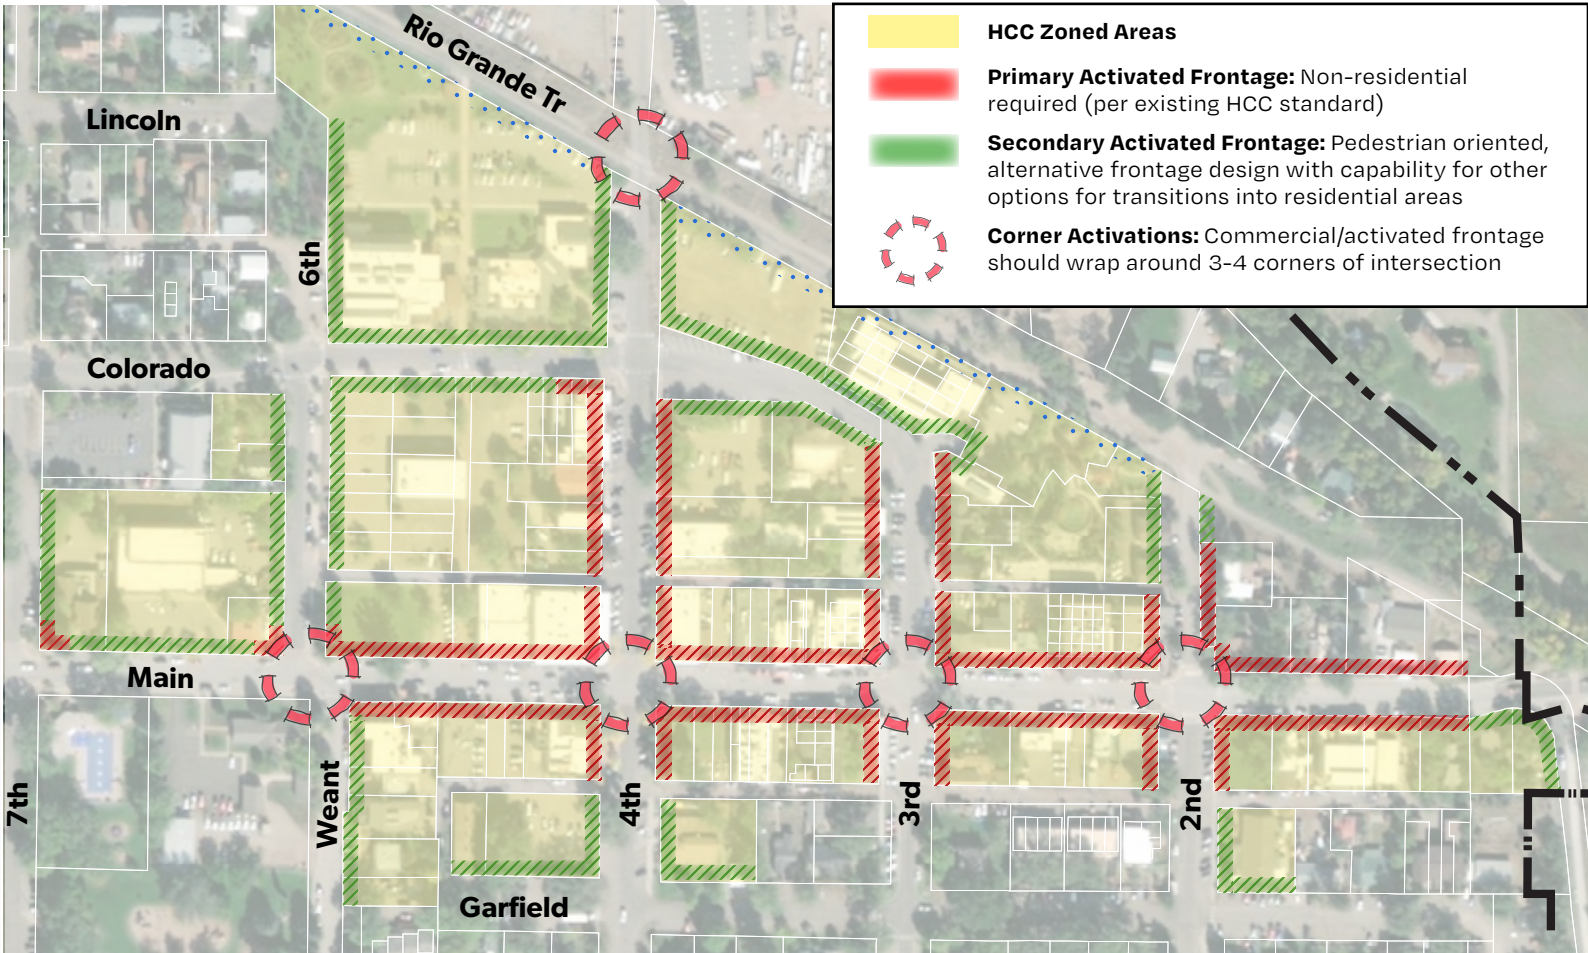 Rio Grande Tr
HCC Zoned Areas
Primary Activated Frontage: Non-residential
required (per existing HCC standard)
Secondary Activated Frontage: Pedestrian oriented,
alternative frontage design with capability for other
options for transitions into residential areas
Corner Activations: Commercial/activated frontage
should wrap around 3-4 corners of intersection
Lincoln
6th
Colorado
Main
7th
Weant
4th
3rd
2nd
Garfield